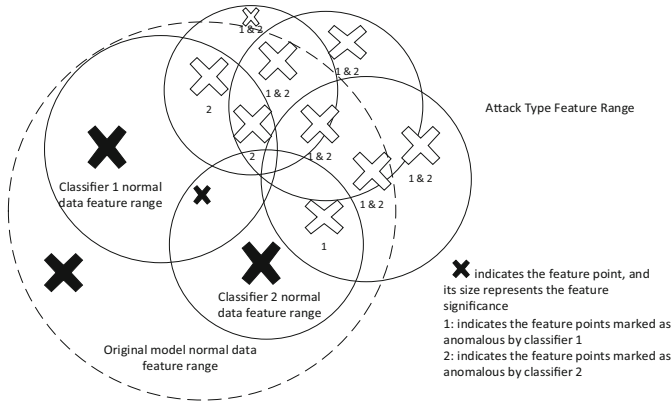 1 & 2
1 & 2
2
1 & 2
Attack Type Feature Range
2
1 & 2
1 & 2
Classifier 1 normal
data feature range
1 & 2
1
Classifier 2 normal
data feature range
Original model normal data
feature range
indicates the feature point, and
its size represents the feature
significance
1: indicates the feature points marked as
anomalous by classifier 1
2: indicates the feature points marked as
anomalous by classifier 2